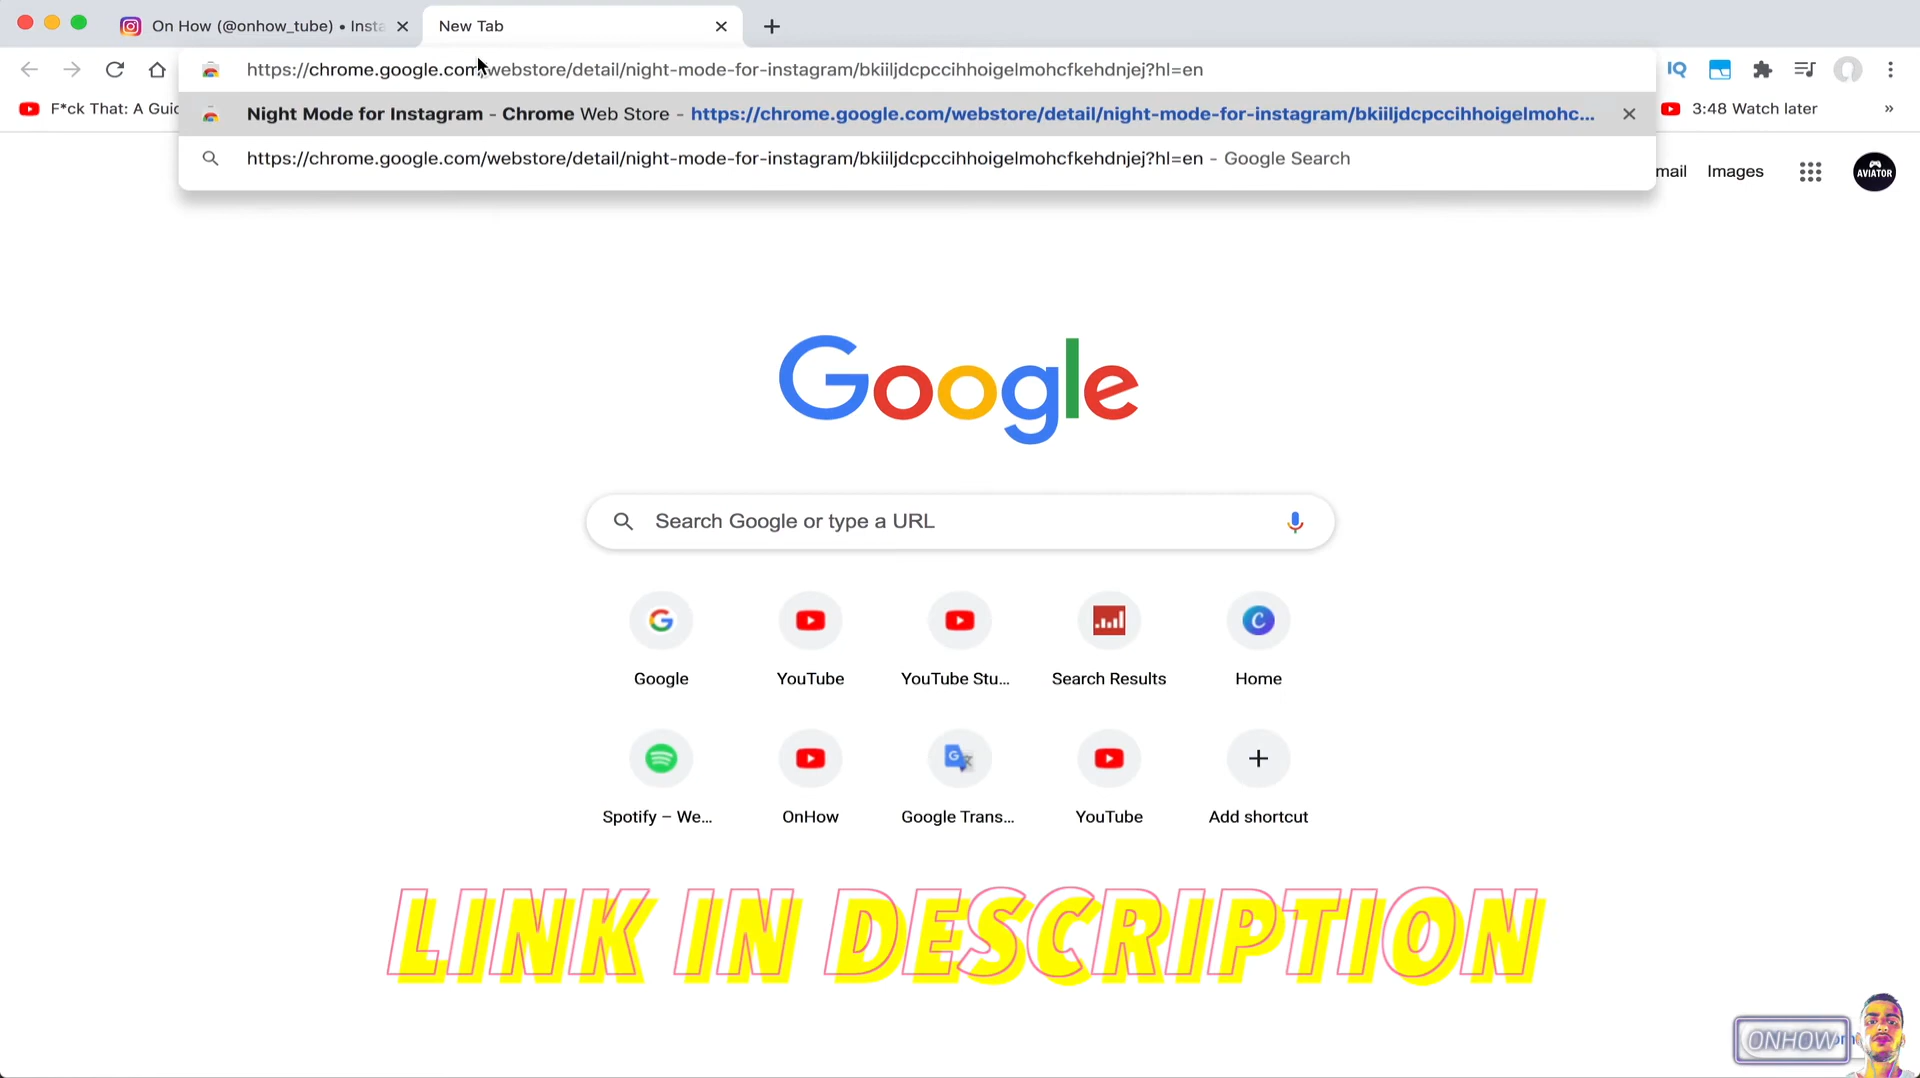 On How (@onhow_tube) • Insta
New Tab
https://chrome.google.com/webstore/detail/night-mode-for-instagram/bkiiljdcpccihhoigelmohcfkehdnjej?hl=en
IQ
F*ck That: A Guid
Night Mode for Instagram - Chrome Web Store - https://chrome.google.com/webstore/detail/night-mode-for-instagram/bkiiljdcpccihhoigelmohc...
3:48 Watch later
»
https://chrome.google.com/webstore/detail/night-mode-for-instagram/bkiiljdcpccihhoigelmohcfkehdnjej?hl=en - Google Search
mail
Images
AVIATOR
Google
Search Google or type a URL
Google
YouTube
YouTube Stu...
Search Results
Home
Spotify – We...
OnHow
Google Trans...
YouTube
Add shortcut
LINK IN DESCRIPTION
ONHOW